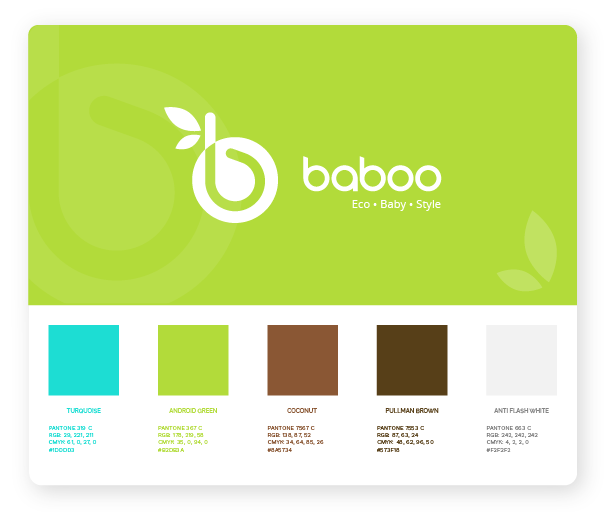 baboo
Eco • Baby • Style
TURQUOISE
PANTONE 319 C
RGB: 29, 221, 211
CMYK: 61, 0, 27, 0
#1DDDD3
ANDROID GREEN
PANTONE 367 C
RGB: 178, 219, 58
CMYK: 35, 0, 94, 0
#B2DB3A
COCONUT
PANTONE 7567 C
RGB: 138, 87, 52
CMYK: 34, 64, 85, 26
#8A5734
PULLMAN BROWN
PANTONE 7553 C
RGB: 87, 63, 24
CMYK: 48, 62, 96, 50
#573F18
ANTI FLASH WHITE
PANTONE 663 C
RGB: 242, 242, 242
CMYK: 4, 3, 3, 0
#F2F2F2